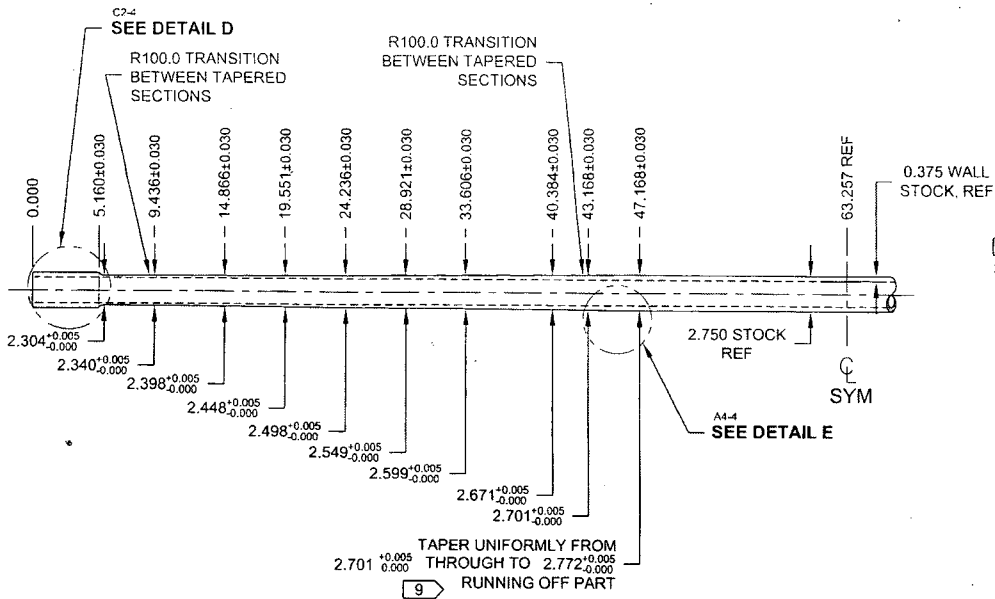 C2-4
SEE DETAIL D
R100.0 TRANSITION
BETWEEN TAPERED
SECTIONS
R100.0 TRANSITION
BETWEEN TAPERED
SECTIONS
0.000
5.160±0.030
9.436±0.030
14.866±0.030
19.551±0.030
24.236±0.030
28.921±0.030
33.606±0.030
40.384±0.030
43.168±0.030
47.168±0.030
63.257 REF
0.375 WALL
STOCK, REF
2.304 +0.005 -0.000
2.340 +0.005 -0.000
2.398 +0.005 -0.000
2.448 +0.005 -0.000
2.498 +0.005 -0.000
2.549 +0.005 -0.000
2.599 +0.005 -0.000
2.671 +0.005 -0.000
2.701 +0.005 -0.000
2.750 STOCK
REF
℄
SYM
A4-4
SEE DETAIL E
TAPER UNIFORMLY FROM
2.701 +0.005 0.000 THROUGH TO 2.772 +0.005 -0.000
RUNNING OFF PART
9